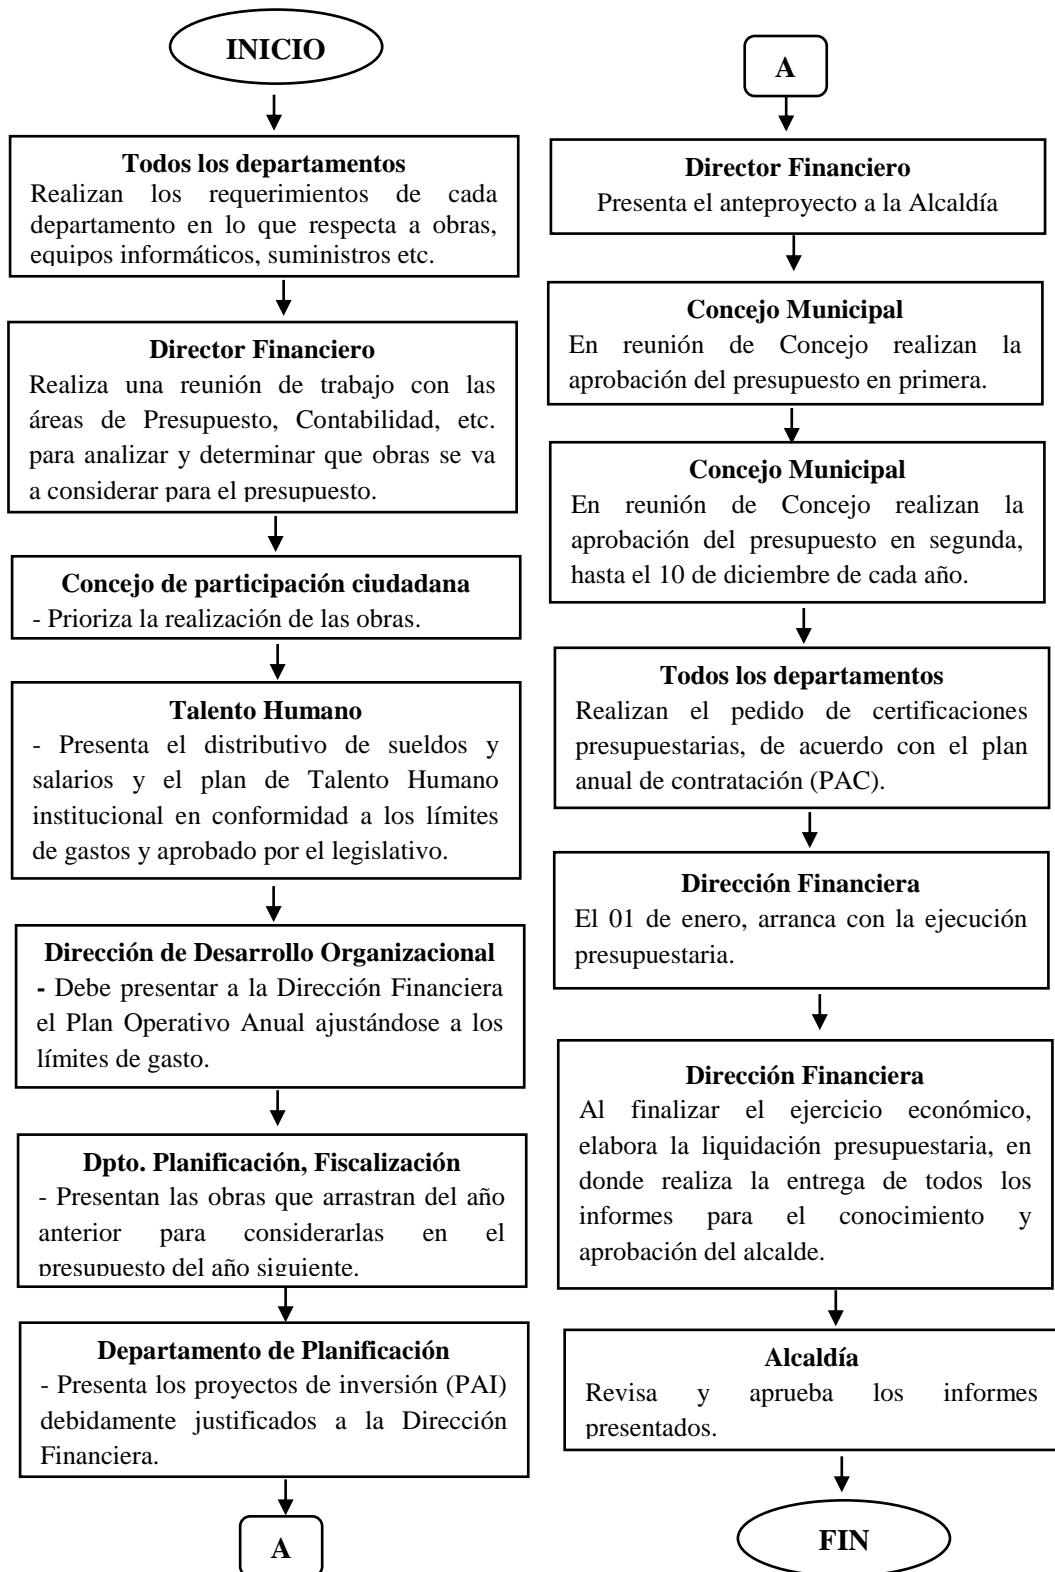 INICIO
Todos los departamentos
Realizan los requerimientos de cada
departamento en lo que respecta a obras,
equipos informáticos, suministros etc.
Director Financiero
Realiza una reunión de trabajo con las
áreas de Presupuesto, Contabilidad, etc.
para analizar y determinar que obras se va
a considerar para el presupuesto.
Concejo de participación ciudadana
- Prioriza la realización de las obras.
Talento Humano
- Presenta el distributivo de sueldos y
salarios y el plan de Talento Humano
institucional en conformidad a los límites
de gastos y aprobado por el legislativo.
Dirección de Desarrollo Organizacional
- Debe presentar a la Dirección Financiera
el Plan Operativo Anual ajustándose a los
límites de gasto.
Dpto. Planificación, Fiscalización
- Presentan las obras que arrastran del año
anterior para considerarlas en el
presupuesto del año siguiente.
Departamento de Planificación
- Presenta los proyectos de inversión (PAI)
debidamente justificados a la Dirección
Financiera.
A
A
Director Financiero
Presenta el anteproyecto a la Alcaldía
Concejo Municipal
En reunión de Concejo realizan la
aprobación del presupuesto en primera.
Concejo Municipal
En reunión de Concejo realizan la
aprobación del presupuesto en segunda,
hasta el 10 de diciembre de cada año.
Todos los departamentos
Realizan el pedido de certificaciones
presupuestarias, de acuerdo con el plan
anual de contratación (PAC).
Dirección Financiera
El 01 de enero, arranca con la ejecución
presupuestaria.
Dirección Financiera
Al finalizar el ejercicio económico,
elabora la liquidación presupuestaria, en
donde realiza la entrega de todos los
informes para el conocimiento y
aprobación del alcalde.
Alcaldía
Revisa y aprueba los informes
presentados.
FIN